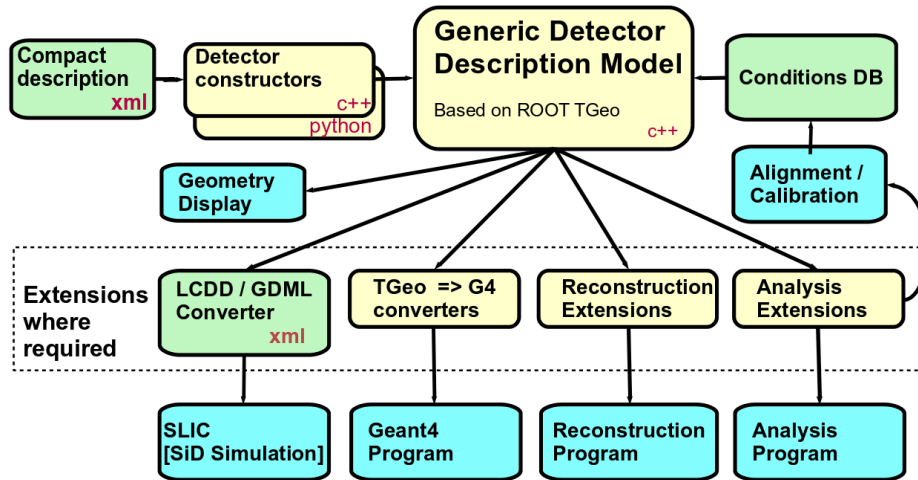 Compact
description
xml
Detector
constructors
c++
python
Generic Detector
Description Model
Based on ROOT TGeo
c++
Conditions DB
Geometry
Display
Alignment /
Calibration
Extensions
where
required
LCDD / GDML
Converter
xml
TGeo => G4
converters
Reconstruction
Extensions
Analysis
Extensions
SLIC
[SiD Simulation]
Geant4
Program
Reconstruction
Program
Analysis
Program